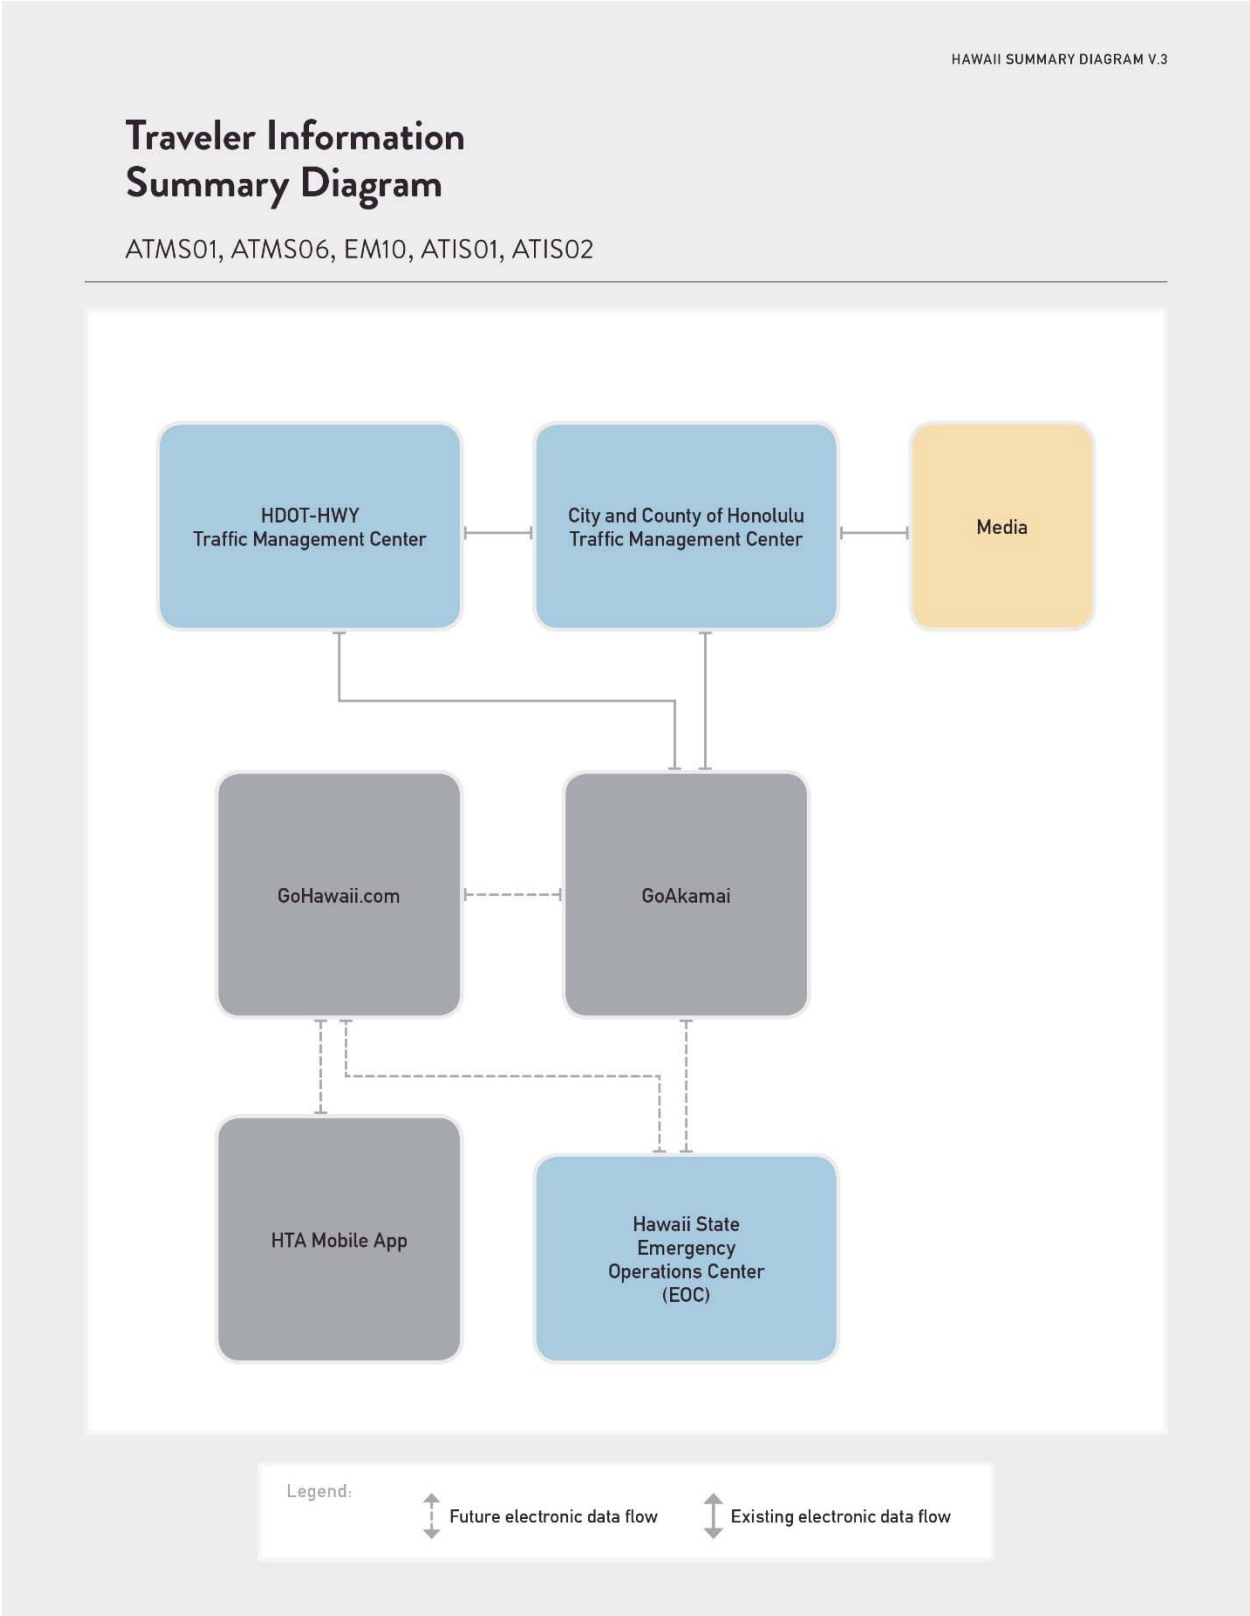 HAWAII SUMMARY DIAGRAM V.3
Traveler Information
Summary Diagram
ATMS01, ATMS06, EM10, ATIS01, ATIS02
HDOT-HWY
Traffic Management Center
City and County of Honolulu
Traffic Management Center
Media
GoHawaii.com
GoAkamai
HTA Mobile App
Hawaii State
Emergency
Operations Center
(EOC)
Legend:
Future electronic data flow
Existing electronic data flow